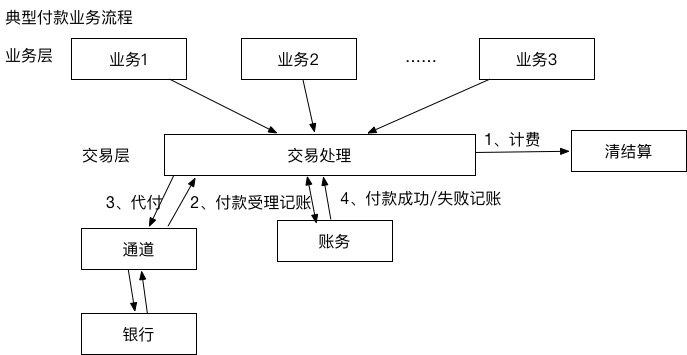 典型付款业务流程
业务层
业务1
业务2
……
业务3
1、计费
交易层
交易处理
清结算
3、代付
2、付款受理记账
4、付款成功/失败记账
通道
账务
银行